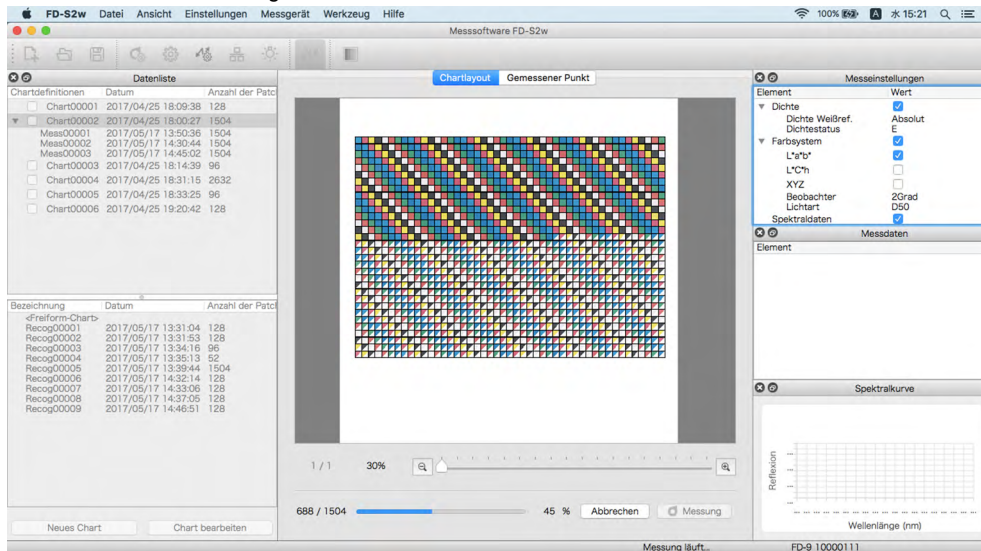 FD-S2w Datei Ansicht Einstellungen Messgerät Werkzeug Hilfe 100% A 水 15:21
Messsoftware FD-S2w
Datenliste
Chartdefinitionen Datum Anzahl der Patc
Chart00001 2017/04/25 18:09:38 128
Chart00002 2017/04/25 18:00:27 1504
Meas00001 2017/05/17 13:50:36 1504
Meas00002 2017/05/17 14:30:44 1504
Meas00003 2017/05/17 14:45:02 1504
Chart00003 2017/04/25 18:14:39 96
Chart00004 2017/04/25 18:31:15 2632
Chart00005 2017/04/25 18:33:25 96
Chart00006 2017/04/25 19:20:42 128
Bezeichnung Datum Anzahl der Patcl
<Freiform-Chart>
Recog00001 2017/05/17 13:31:04 128
Recog00002 2017/05/17 13:31:53 128
Recog00003 2017/05/17 13:34:16 96
Recog00004 2017/05/17 13:35:13 52
Recog00005 2017/05/17 13:39:44 1504
Recog00006 2017/05/17 14:32:14 128
Recog00007 2017/05/17 14:33:06 128
Recog00008 2017/05/17 14:37:05 128
Recog00009 2017/05/17 14:46:51 128
Neues Chart Chart bearbeiten
Chartlayout Gemessener Punkt
1 / 1 30%
688 / 1504 45 % Abbrechen Messung
Messeinstellungen
Element Wert
Dichte
Dichte Weißref. Absolut
Dichtestatus E
Farbsystem
L*a*b*
L*C*h
XYZ
Beobachter 2Grad
Lichtart D50
Spektraldaten
Messdaten
Element
Spektralkurve
Reflexion
Wellenlänge (nm)
Messung läuft... FD-9 10000111